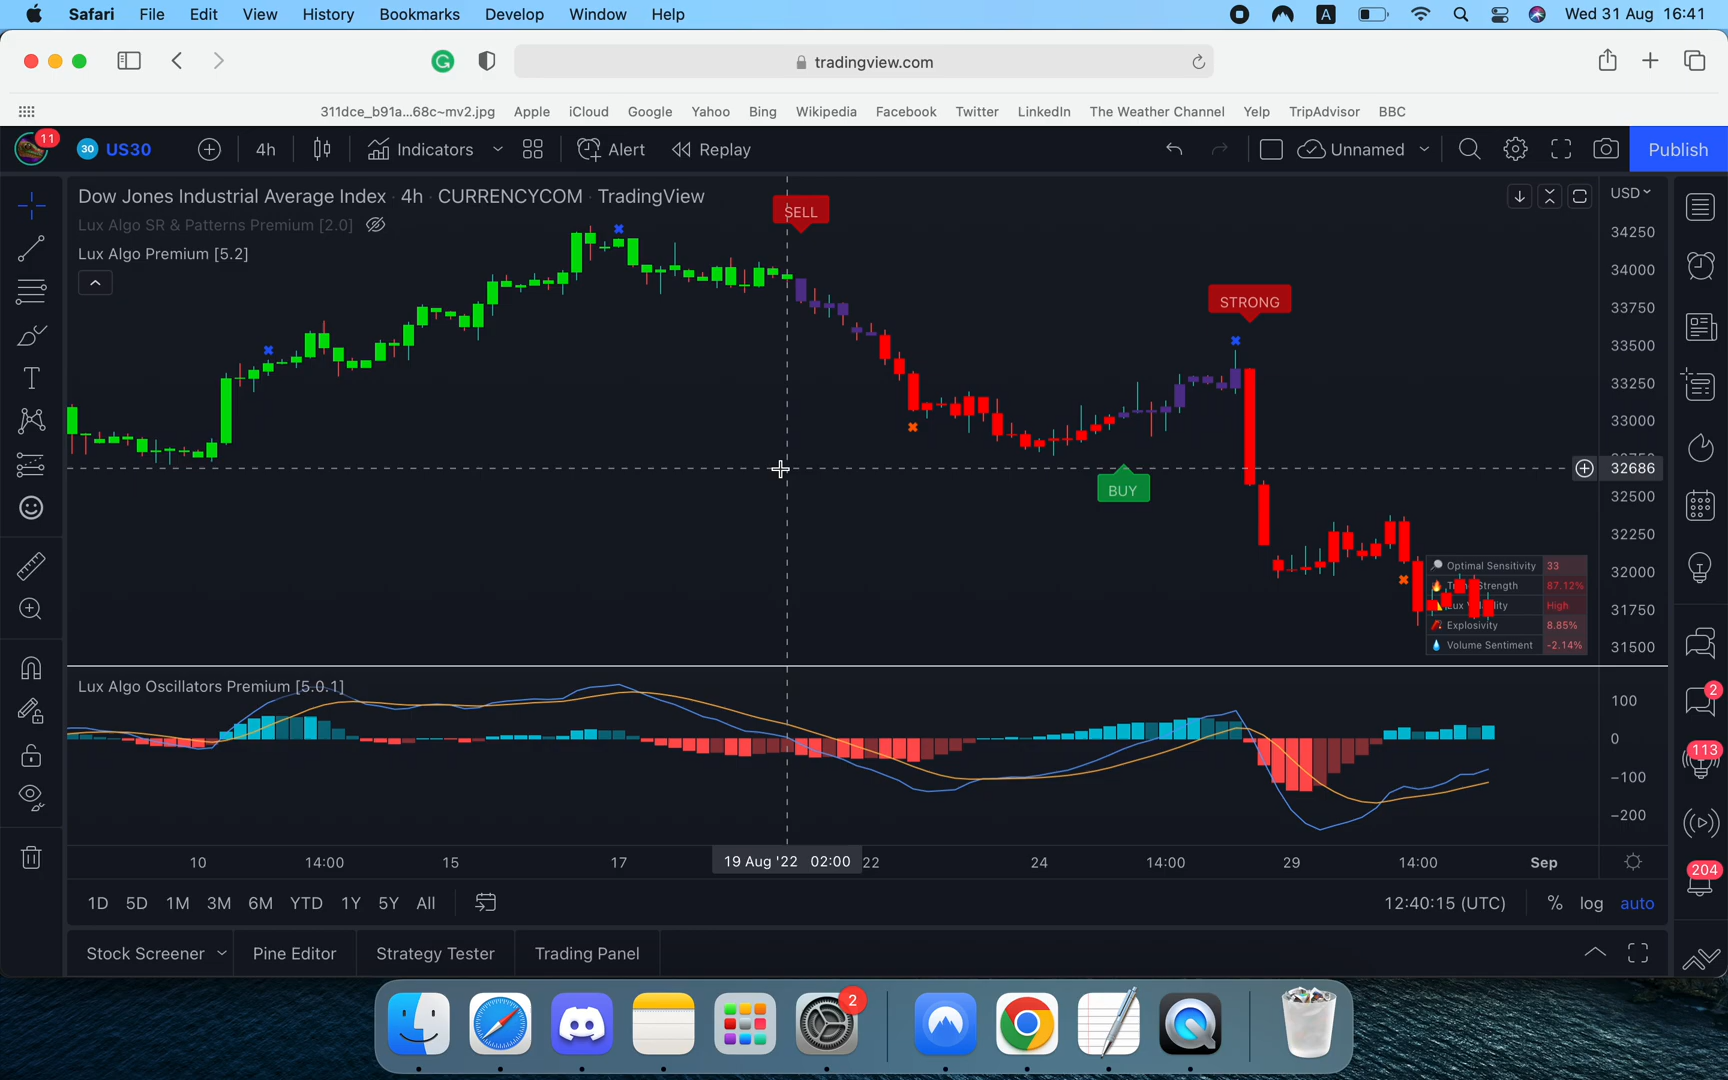 Safari File Edit View History Bookmarks Develop Window Help A Wed 31 Aug 16:41
G tradingview.com
311dce_b91a...68c~mv2.jpg Apple iCloud Google Yahoo Bing Wikipedia Facebook Twitter LinkedIn The Weather Channel Yelp TripAdvisor BBC
11 30 US30 4h Indicators Alert Replay Unnamed Publish
Dow Jones Industrial Average Index · 4h · CURRENCYCOM · TradingView
Lux Algo SR & Patterns Premium [2.0]
Lux Algo Premium [5.2]
USD
SELL
STRONG
BUY
34250
34000
33750
33500
33250
33000
32686
32500
32250
32000
31750
31500
Optimal Sensitivity 33
Strength 87.12%
High
Explosivity 8.85%
Volume Sentiment -2.14%
Lux Algo Oscillators Premium [5.0.1]
100
0
-100
-200
10 14:00 15 17 19 Aug '22 02:00 22 24 14:00 29 14:00 Sep
1D 5D 1M 3M 6M YTD 1Y 5Y All 12:40:15 (UTC) % log auto
Stock Screener Pine Editor Strategy Tester Trading Panel
2
113
204
2